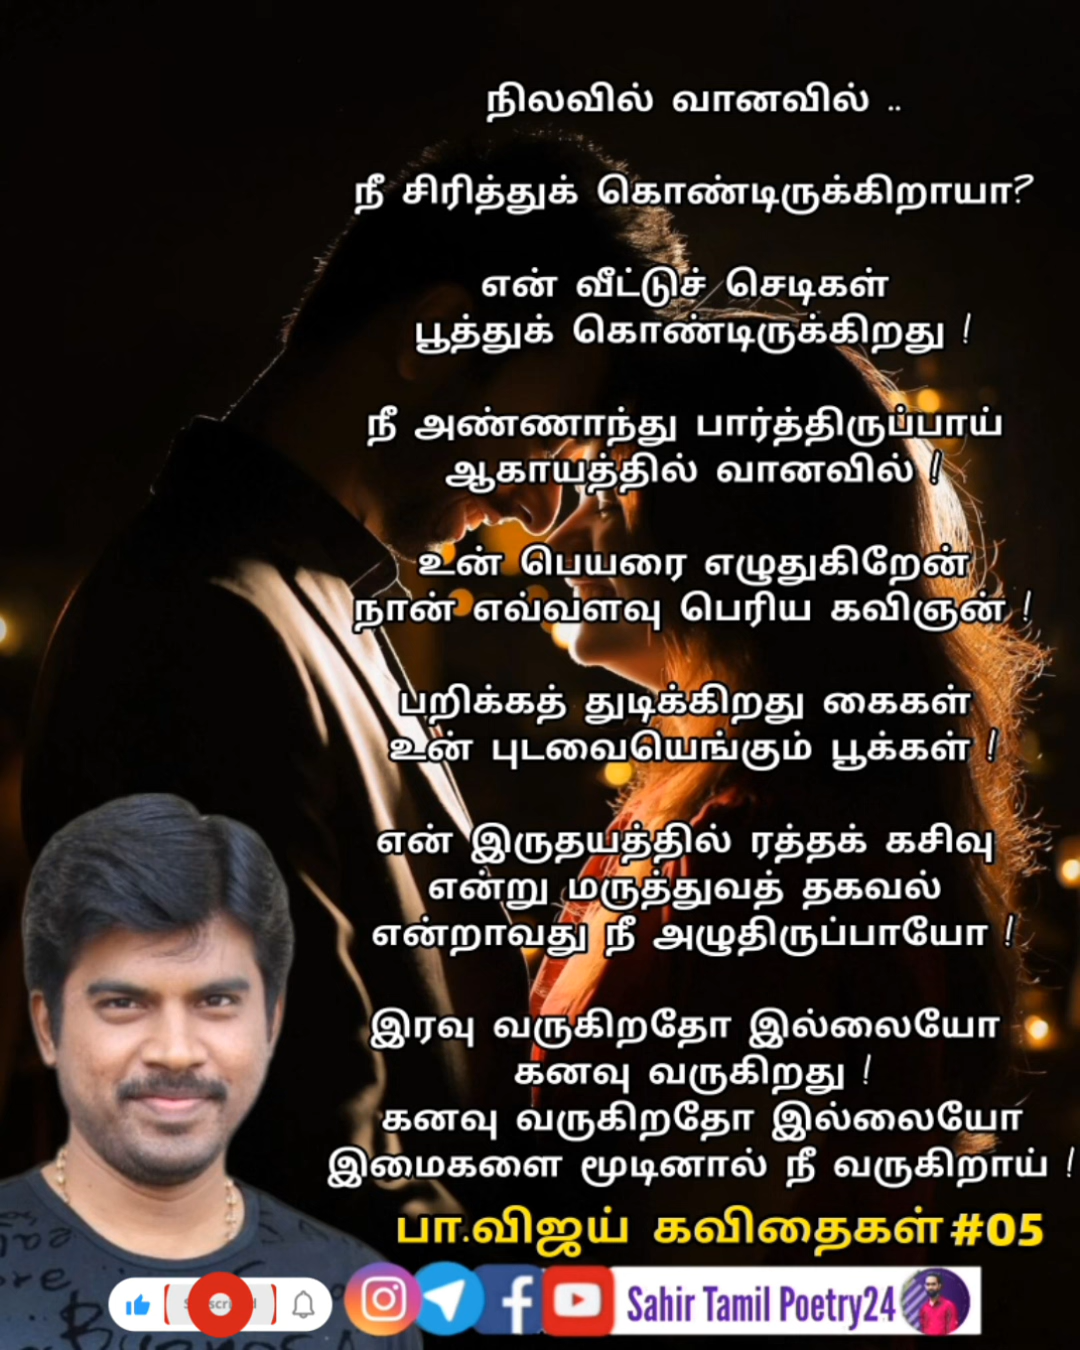 நிலவில் வானவில் ..
நீ சிரித்துக் கொண்டிருக்கிறாயா?
என் வீட்டுச் செடிகள்
பூத்துக் கொண்டிருக்கிறது !
நீ அண்ணாந்து பார்த்திருப்பாய்
ஆகாயத்தில் வானவில் !
உன் பெயரை எழுதுகிறேன்
நான் எவ்வளவு பெரிய கவிஞன் !
பறிக்கத் துடிக்கிறது கைகள்
உன் புடவையெங்கும் பூக்கள் !
என் இருதயத்தில் ரத்தக் கசிவு
என்று மருத்துவத் தகவல்
என்றாவது நீ அழுதிருப்பாயோ !
இரவு வருகிறதோ இல்லையோ
கனவு வருகிறது !
கனவு வருகிறதோ இல்லையோ
இமைகளை மூடினால் நீ வருகிறாய் !
பா.விஜய் கவிதைகள் #05
Sahir Tamil Poetry24